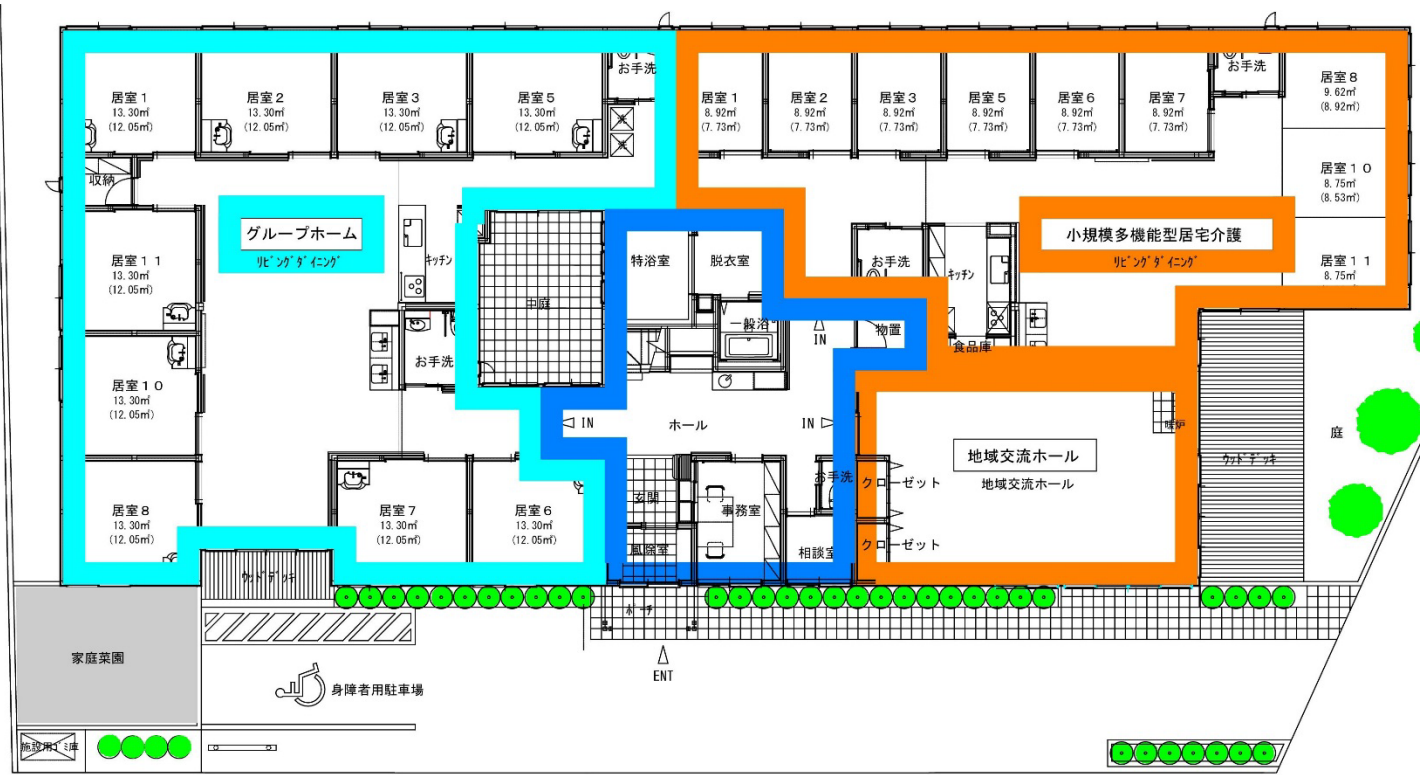 居室１
13.30㎡
(12.05㎡)
居室２
13.30㎡
(12.05㎡)
居室３
13.30㎡
(12.05㎡)
居室５
13.30㎡
(12.05㎡)
お手洗
洗
洗
居室１
8.92㎡
(7.73㎡)
居室２
8.92㎡
(7.73㎡)
居室３
8.92㎡
(7.73㎡)
居室５
8.92㎡
(7.73㎡)
居室６
8.92㎡
(7.73㎡)
居室７
8.92㎡
(7.73㎡)
お手洗
居室８
9.62㎡
(8.92㎡)
収納
居室１０
8.75㎡
(8.53㎡)
グループホーム
ﾘﾋﾞﾝｸﾞﾀﾞｲﾆﾝｸﾞ
小規模多機能型居宅介護
ﾘﾋﾞﾝｸﾞﾀﾞｲﾆﾝｸﾞ
居室１１
13.30㎡
(12.05㎡)
ｷｯﾁﾝ
中庭
特浴室
脱衣室
お手洗
ｷｯﾁﾝ
居室１１
8.75㎡
一般浴
IN
物置
食品庫
お手洗
居室１０
13.30㎡
(12.05㎡)
IN
ホール
IN
暖炉
庭
地域交流ホール
地域交流ホール
ｳｯﾄﾞﾃﾞｯｷ
居室８
13.30㎡
(12.05㎡)
居室７
13.30㎡
(12.05㎡)
居室６
13.30㎡
(12.05㎡)
玄関
事務室
お手洗
クローゼット
風除室
相談室
クローゼット
ｳｯﾄﾞﾃﾞｯｷ
ﾎﾟｰﾁ
家庭菜園
身障者用駐車場
ENT
施設用ｺﾞﾐ庫